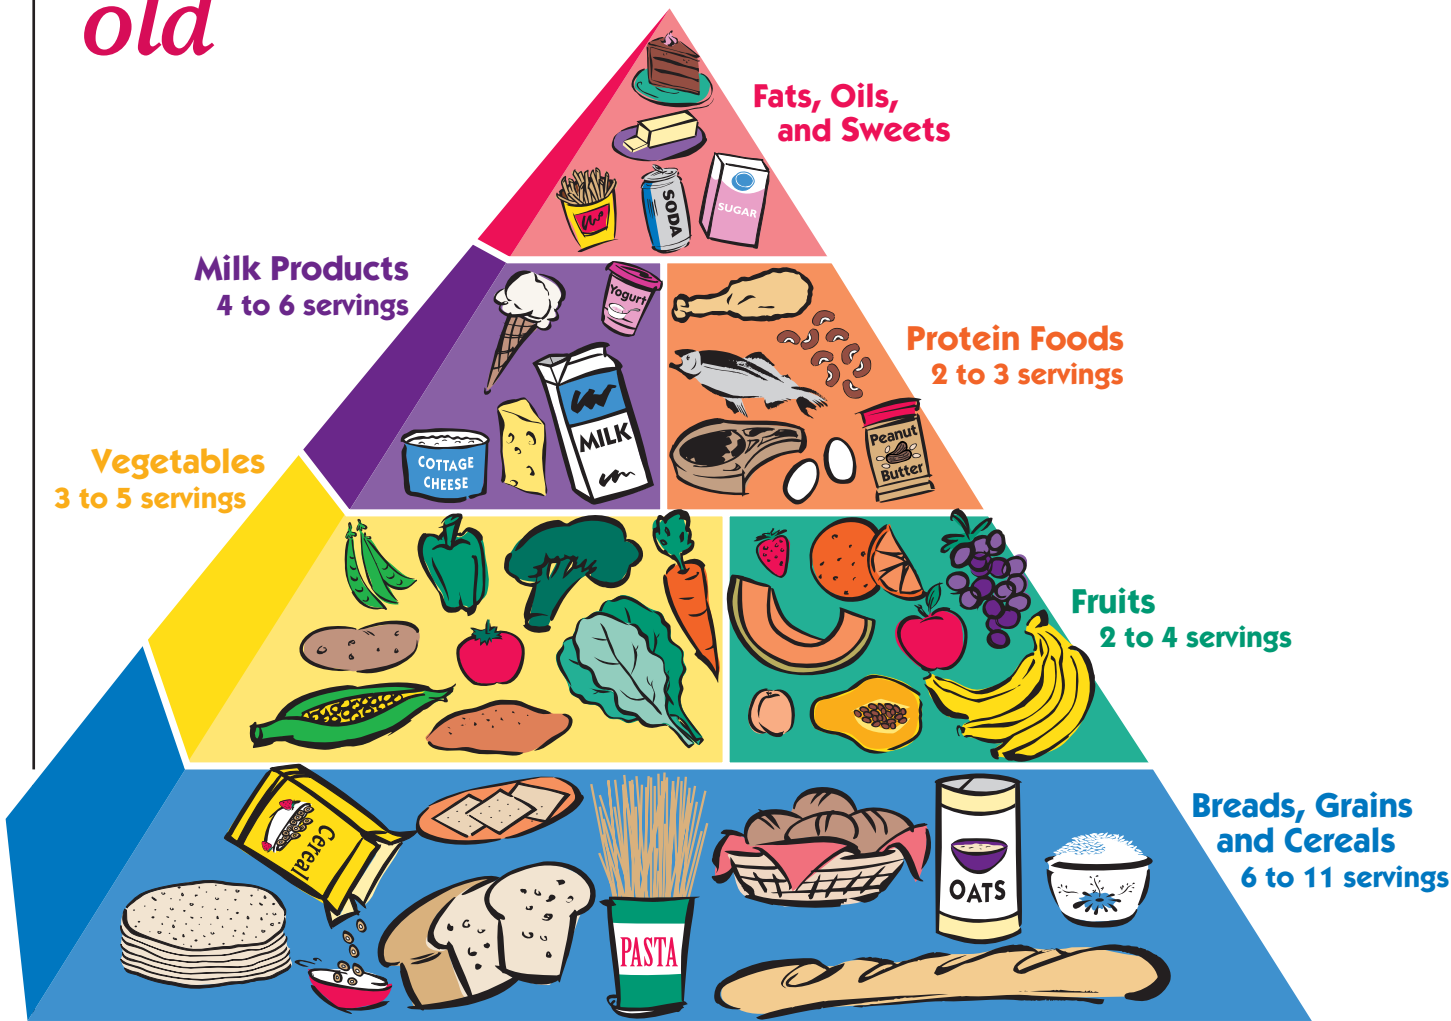 old
Fats, Oils,
and Sweets
SODA
SUGAR
Milk Products
4 to 6 servings
Yogurt
MILK
COTTAGE
CHEESE
Protein Foods
2 to 3 servings
Peanut
Butter
Vegetables
3 to 5 servings
Fruits
2 to 4 servings
Breads, Grains
and Cereals
6 to 11 servings
Cereal
PASTA
OATS